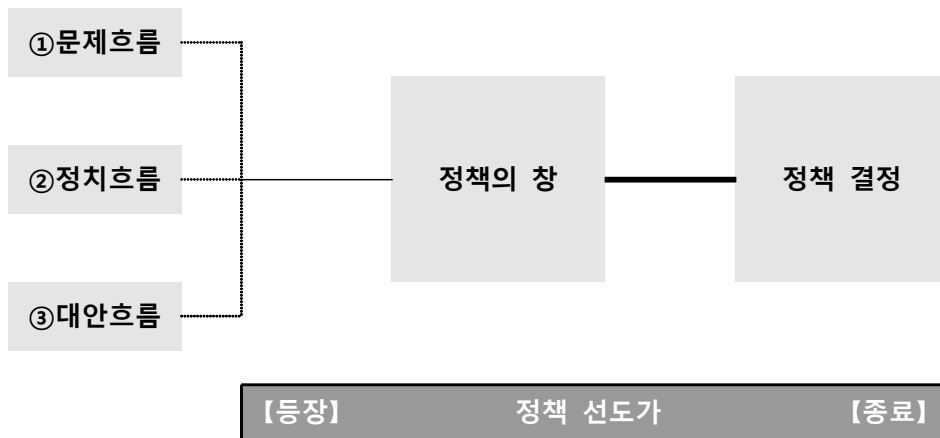 ①문제흐름
②정치흐름
③대안흐름
정책의 창
정책 결정
【등장】 정책 선도가 【종료】